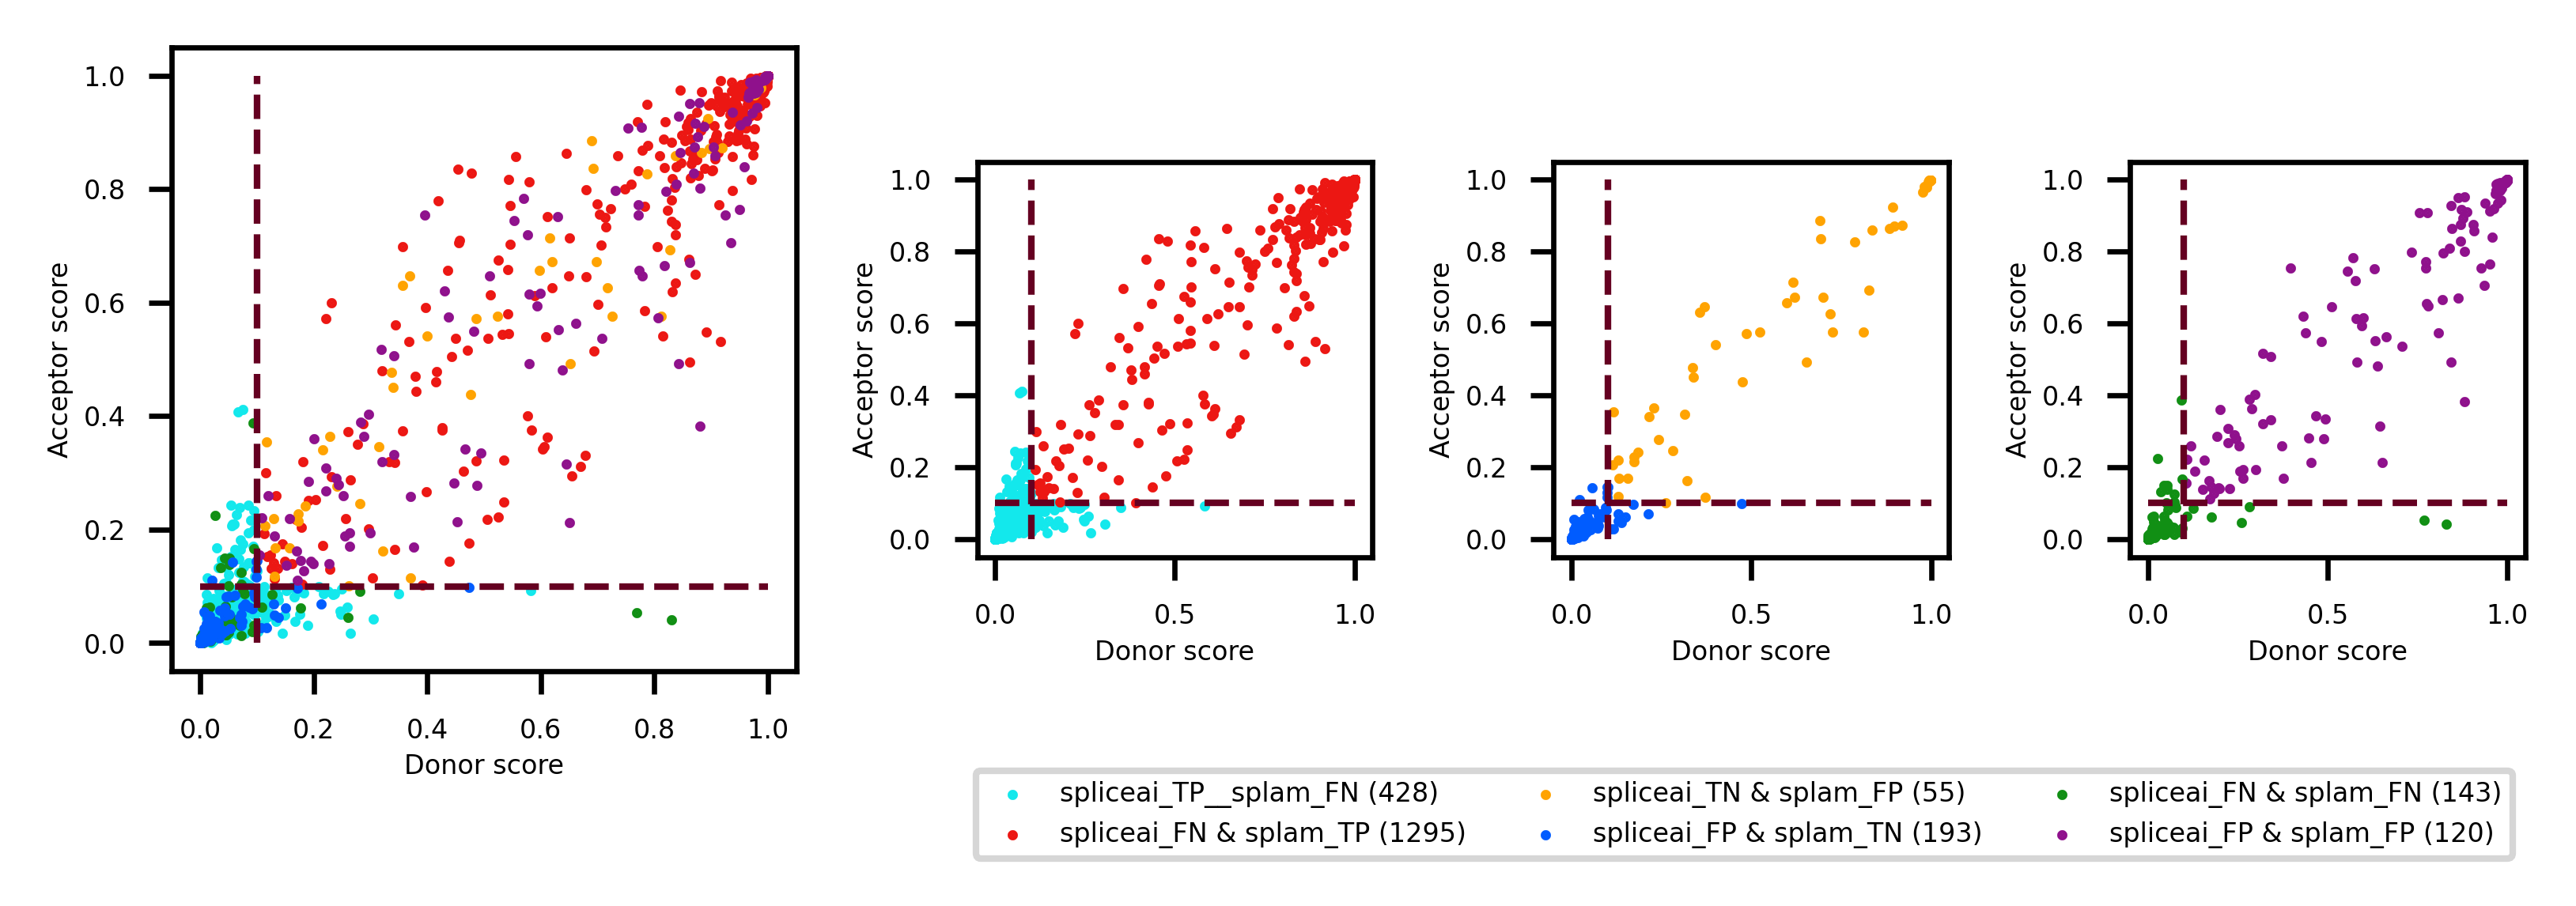 1.0
0.8
0.6
0.4
0.2
0.0
Acceptor score
0.0 0.2 0.4 0.6 0.8 1.0
Donor score
1.0
0.8
0.6
0.4
0.2
0.0
Acceptor score
0.0 0.5 1.0
Donor score
1.0
0.8
0.6
0.4
0.2
0.0
Acceptor score
0.0 0.5 1.0
Donor score
1.0
0.8
0.6
0.4
0.2
0.0
Acceptor score
0.0 0.5 1.0
Donor score
spliceai_TP__splam_FN (428)
spliceai_FN & splam_TP (1295)
spliceai_TN & splam_FP (55)
spliceai_FP & splam_TN (193)
spliceai_FN & splam_FN (143)
spliceai_FP & splam_FP (120)